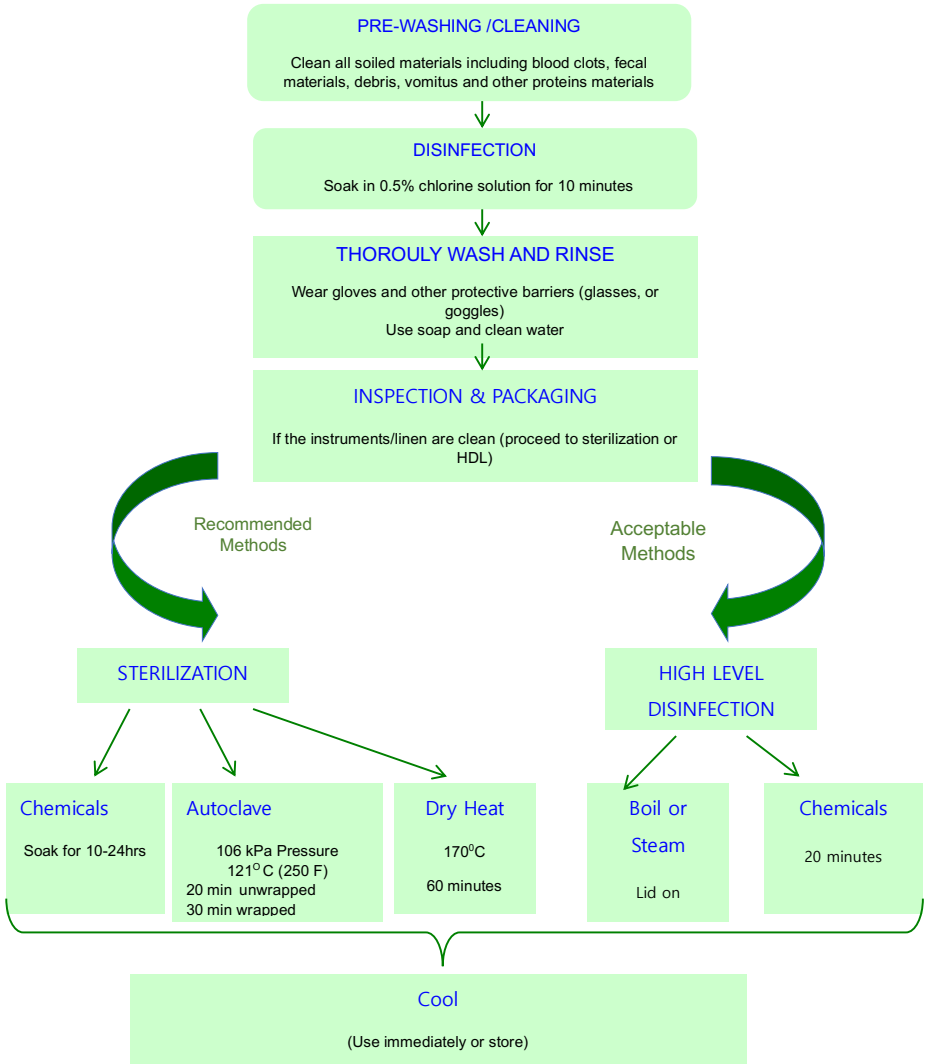 PRE-WASHING /CLEANING
Clean all soiled materials including blood clots, fecal
materials, debris, vomitus and other proteins materials
DISINFECTION
Soak in 0.5% chlorine solution for 10 minutes
THOROULY WASH AND RINSE
Wear gloves and other protective barriers (glasses, or
goggles)
Use soap and clean water
INSPECTION & PACKAGING
If the instruments/linen are clean (proceed to sterilization or
HDL)
Recommended
Methods
Acceptable
Methods
STERILIZATION
HIGH LEVEL
DISINFECTION
Chemicals
Soak for 10-24hrs
Autoclave
106 kPa Pressure
121⁰ C (250 F)
20 min unwrapped
30 min wrapped
Dry Heat
170⁰C
60 minutes
Boil or
Steam
Lid on
Chemicals
20 minutes
Cool
(Use immediately or store)